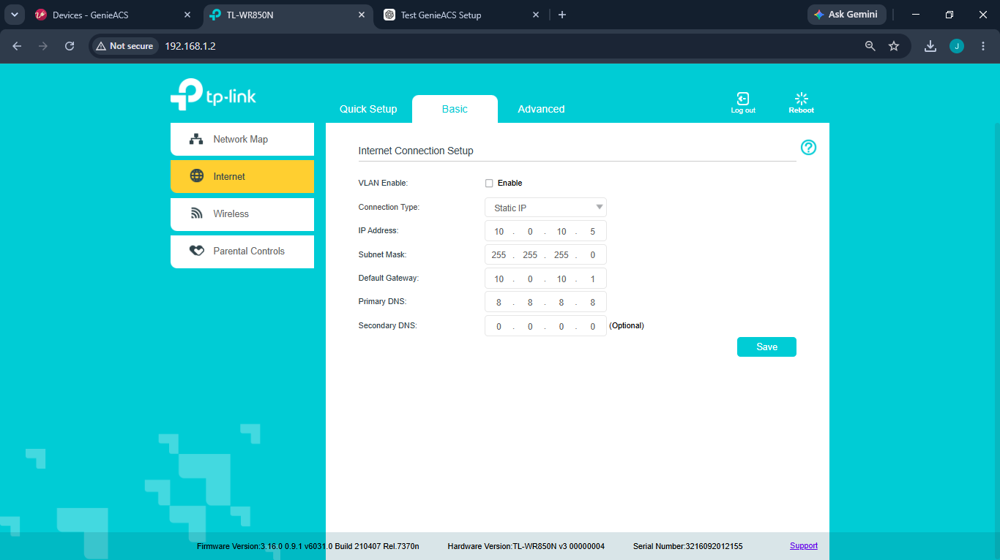 Devices - GenieACS
TL-WR850N
Test GenieACS Setup
Ask Gemini
Not secure
192.168.1.2
J
tp-link
Quick Setup
Basic
Advanced
Log out
Reboot
Network Map
Internet
Wireless
Parental Controls
Internet Connection Setup
?
VLAN Enable: Enable
Connection Type: Static IP
IP Address: 10 . 0 . 10 . 5
Subnet Mask: 255 . 255 . 255 . 0
Default Gateway: 10 . 0 . 10 . 1
Primary DNS: 8 . 8 . 8 . 8
Secondary DNS: 0 . 0 . 0 . 0 (Optional)
Save
Firmware Version:3.16.0 0.9.1 v6031.0 Build 210407 Rel.7370n Hardware Version:TL-WR850N v3 00000004 Serial Number:3216092012155 Support